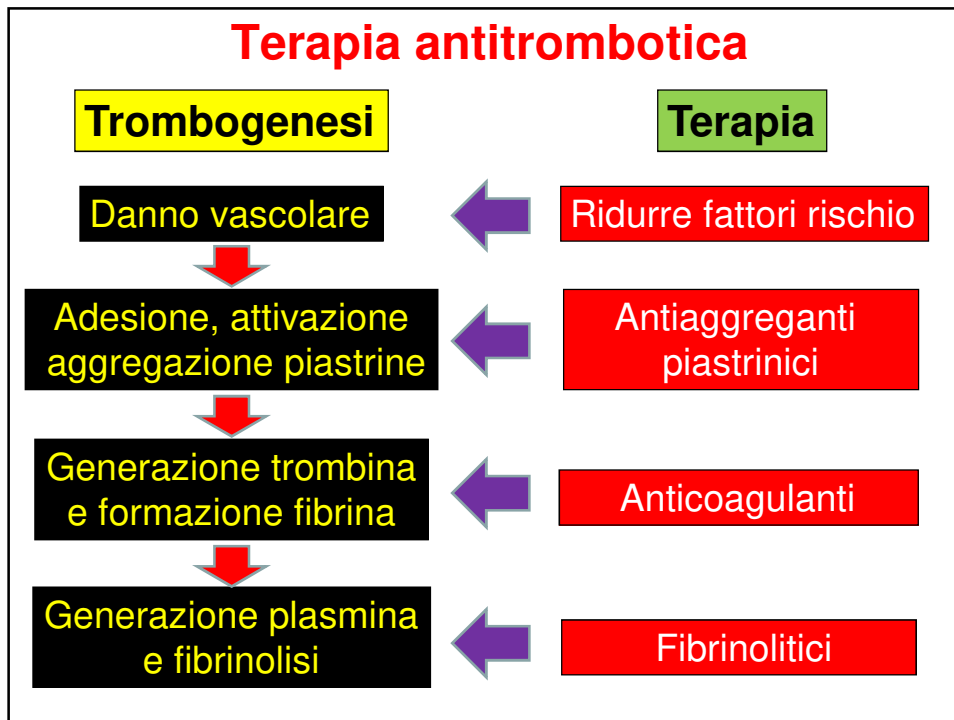 Terapia antitrombotica
Trombogenesi
Terapia
Danno vascolare
Ridurre fattori rischio
Adesione, attivazione
aggregazione piastrine
Antiaggreganti
piastrinici
Generazione trombina
e formazione fibrina
Anticoagulanti
Generazione plasmina
e fibrinolisi
Fibrinolitici